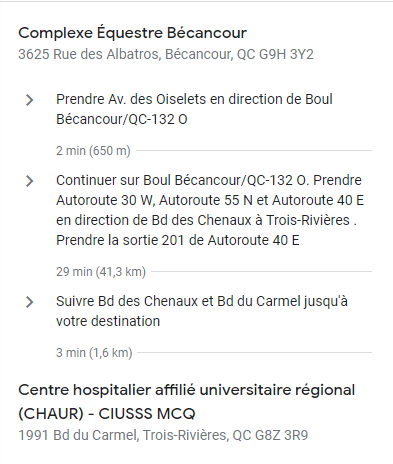 Complexe Équestre Bécancour
3625 Rue des Albatros, Bécancour, QC G9H 3Y2
Prendre Av. des Oiselets en direction de Boul
Bécancour/QC-132 O
2 min (650 m)
Continuer sur Boul Bécancour/QC-132 O. Prendre
Autoroute 30 W, Autoroute 55 N et Autoroute 40 E
en direction de Bd des Chenaux à Trois-Rivières .
Prendre la sortie 201 de Autoroute 40 E
29 min (41,3 km)
Suivre Bd des Chenaux et Bd du Carmel jusqu'à
votre destination
3 min (1,6 km)
Centre hospitalier affilié universitaire régional
(CHAUR) - CIUSSS MCQ
1991 Bd du Carmel, Trois-Rivières, QC G8Z 3R9